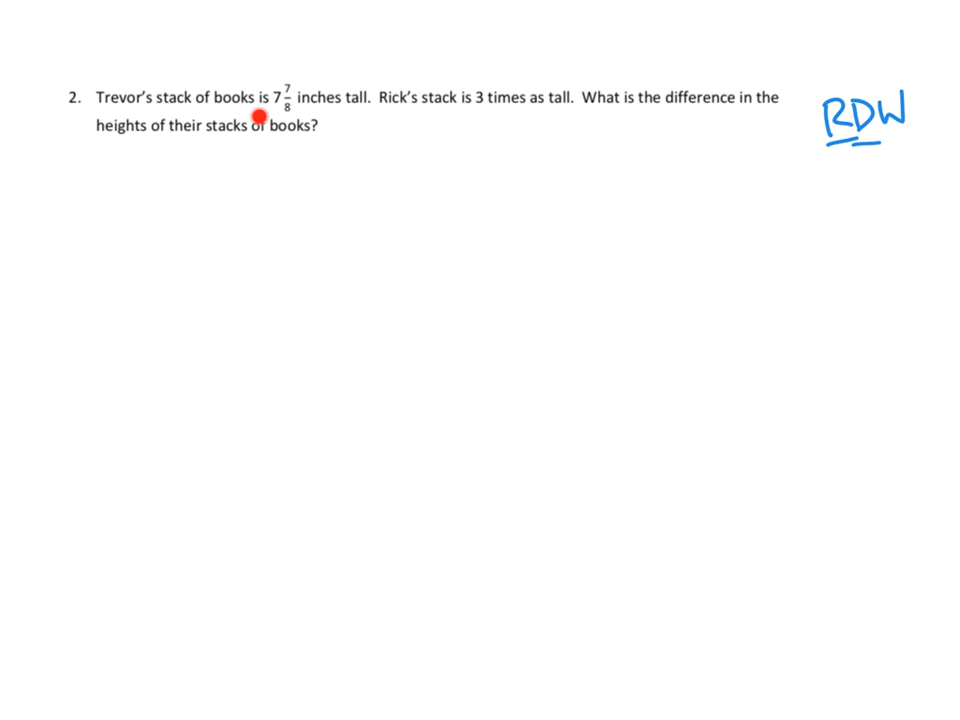 2. Trevor's stack of books is 7 7/8 inches tall. Rick's stack is 3 times as tall. What is the difference in the
heights of their stacks of books?
RDW